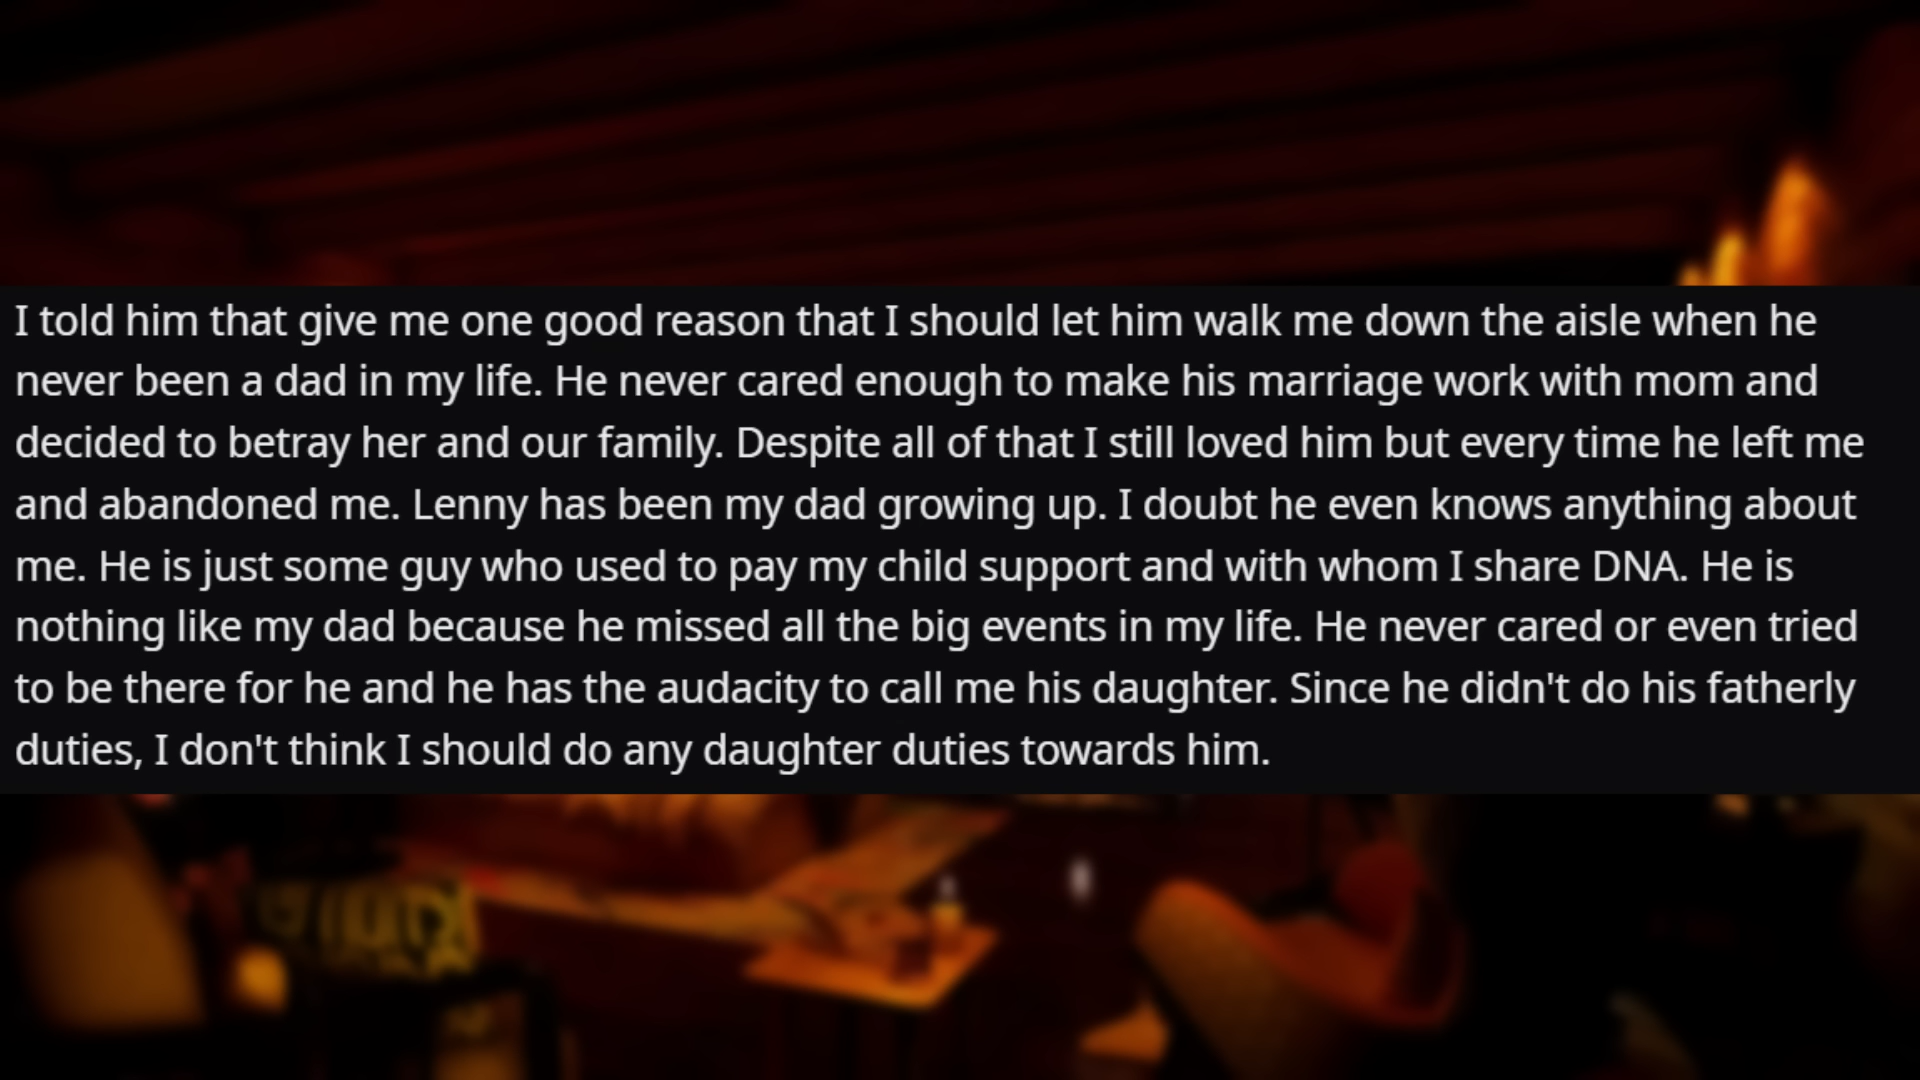 I told him that give me one good reason that I should let him walk me down the aisle when he
never been a dad in my life. He never cared enough to make his marriage work with mom and
decided to betray her and our family. Despite all of that I still loved him but every time he left me
and abandoned me. Lenny has been my dad growing up. I doubt he even knows anything about
me. He is just some guy who used to pay my child support and with whom I share DNA. He is
nothing like my dad because he missed all the big events in my life. He never cared or even tried
to be there for he and he has the audacity to call me his daughter. Since he didn't do his fatherly
duties, I don't think I should do any daughter duties towards him.